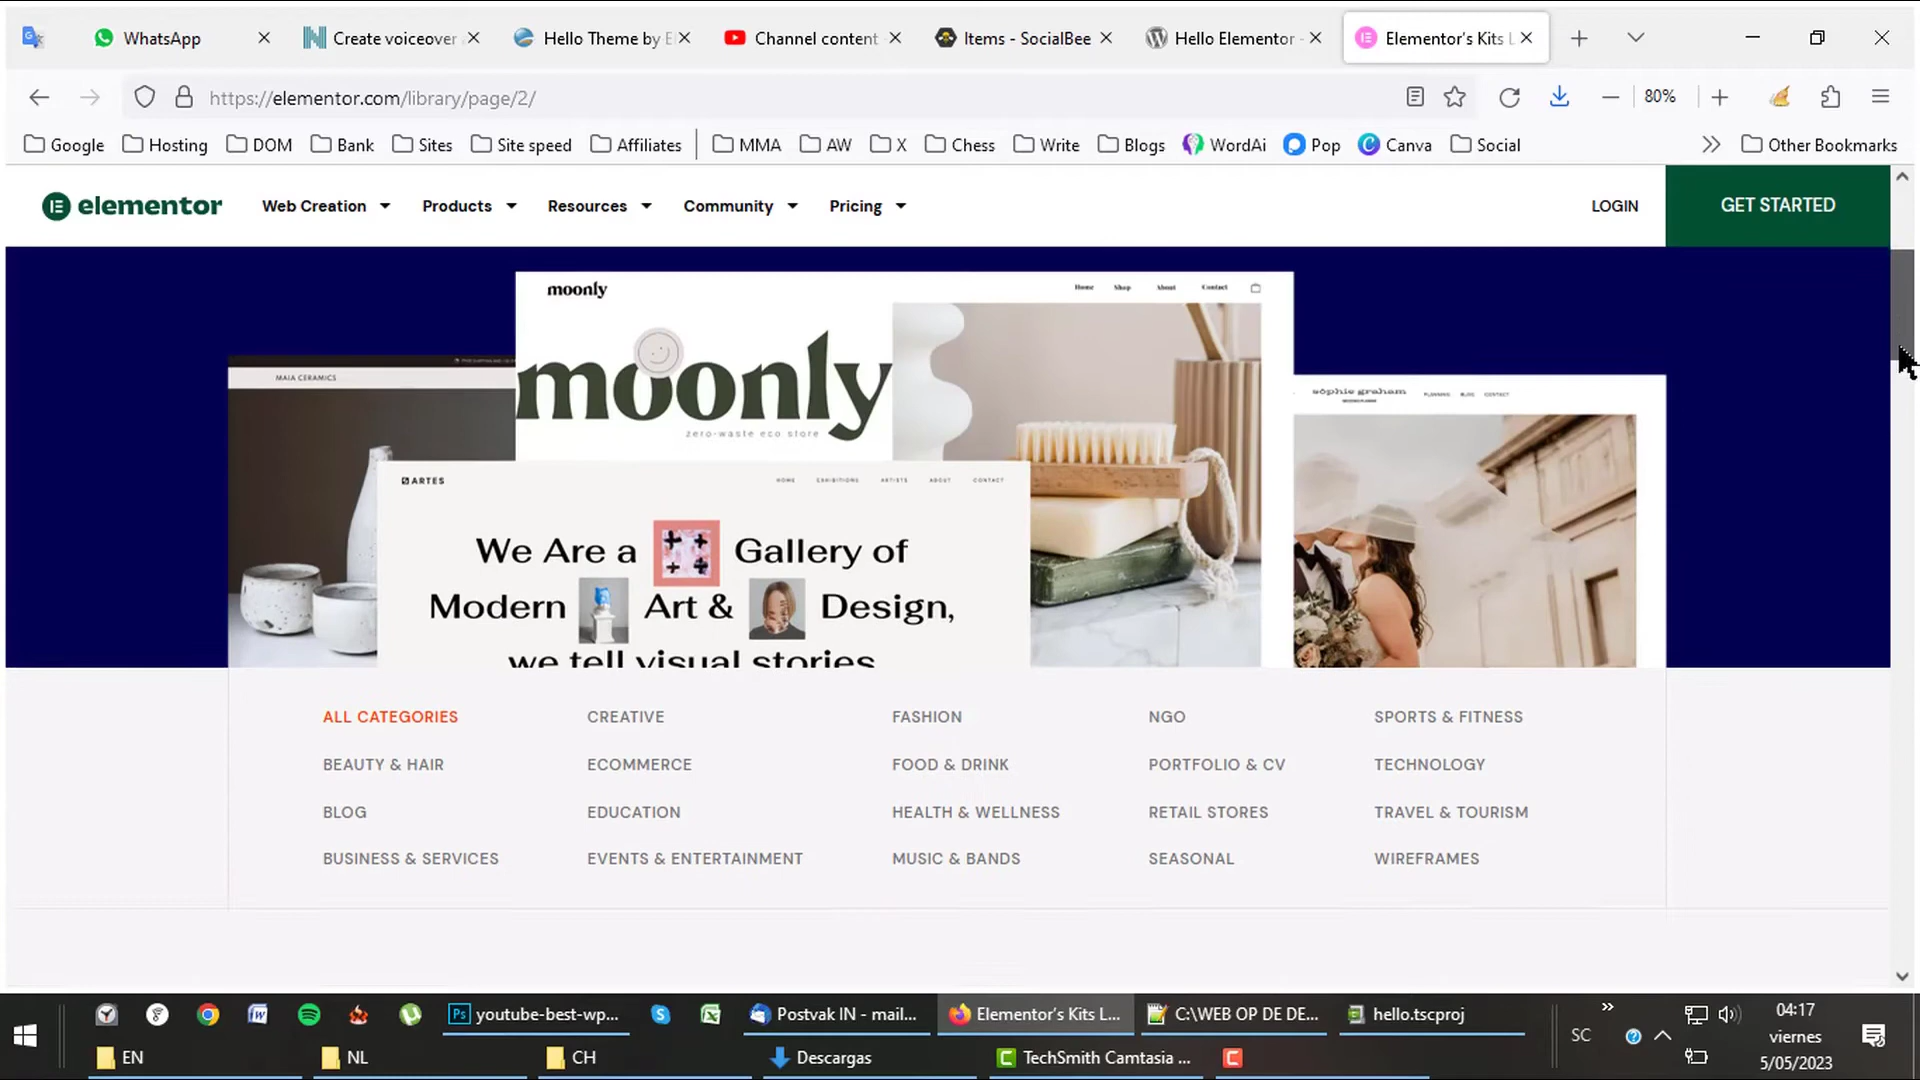 WhatsApp
Create voiceover
Hello Theme by E
Channel content
Items - SocialBee
Hello Elementor -
Elementor's Kits L
https://elementor.com/library/page/2/
80%
Google
Hosting
DOM
Bank
Sites
Site speed
Affiliates
MMA
AW
X
Chess
Write
Blogs
WordAi
Pop
Canva
Social
Other Bookmarks
elementor
Web Creation
Products
Resources
Community
Pricing
LOGIN
GET STARTED
moonly
Home Shop About Contact
moonly
zero-waste eco store
MAIA CERAMICS
sophie graham
PLANNING BLOG CONTACT
ARTES
HOME EXHIBITIONS ARTISTS ABOUT CONTACT
We Are a Gallery of
Modern Art & Design,
we tell visual stories
ALL CATEGORIES CREATIVE FASHION NGO SPORTS & FITNESS
BEAUTY & HAIR ECOMMERCE FOOD & DRINK PORTFOLIO & CV TECHNOLOGY
BLOG EDUCATION HEALTH & WELLNESS RETAIL STORES TRAVEL & TOURISM
BUSINESS & SERVICES EVENTS & ENTERTAINMENT MUSIC & BANDS SEASONAL WIREFRAMES
Ps youtube-best-wp...
Postvak IN - mail...
Elementor's Kits L...
C:\WEB OP DE DE...
hello.tscproj
SC
04:17
viernes
5/05/2023
EN
NL
CH
Descargas
TechSmith Camtasia ...